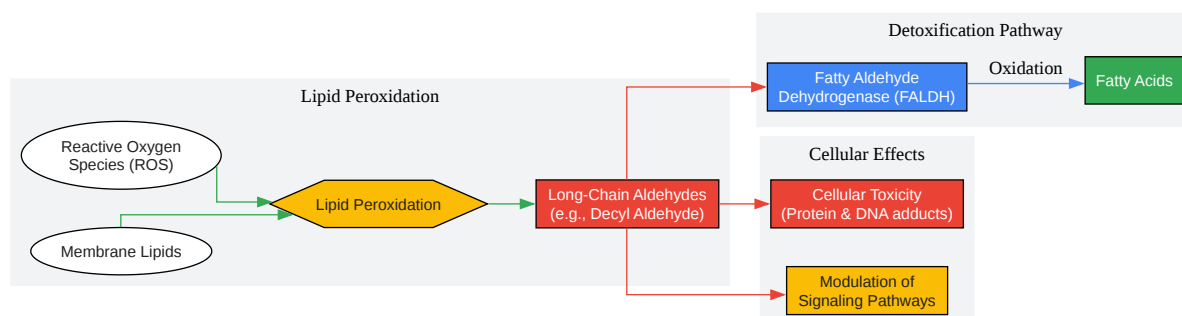 Detoxification Pathway
Fatty Aldehyde
Dehydrogenase (FALDH)
Oxidation
Fatty Acids
Lipid Peroxidation
Reactive Oxygen
Species (ROS)
Membrane Lipids
Lipid Peroxidation
Long-Chain Aldehydes
(e.g., Decyl Aldehyde)
Cellular Effects
Cellular Toxicity
(Protein & DNA adducts)
Modulation of
Signaling Pathways